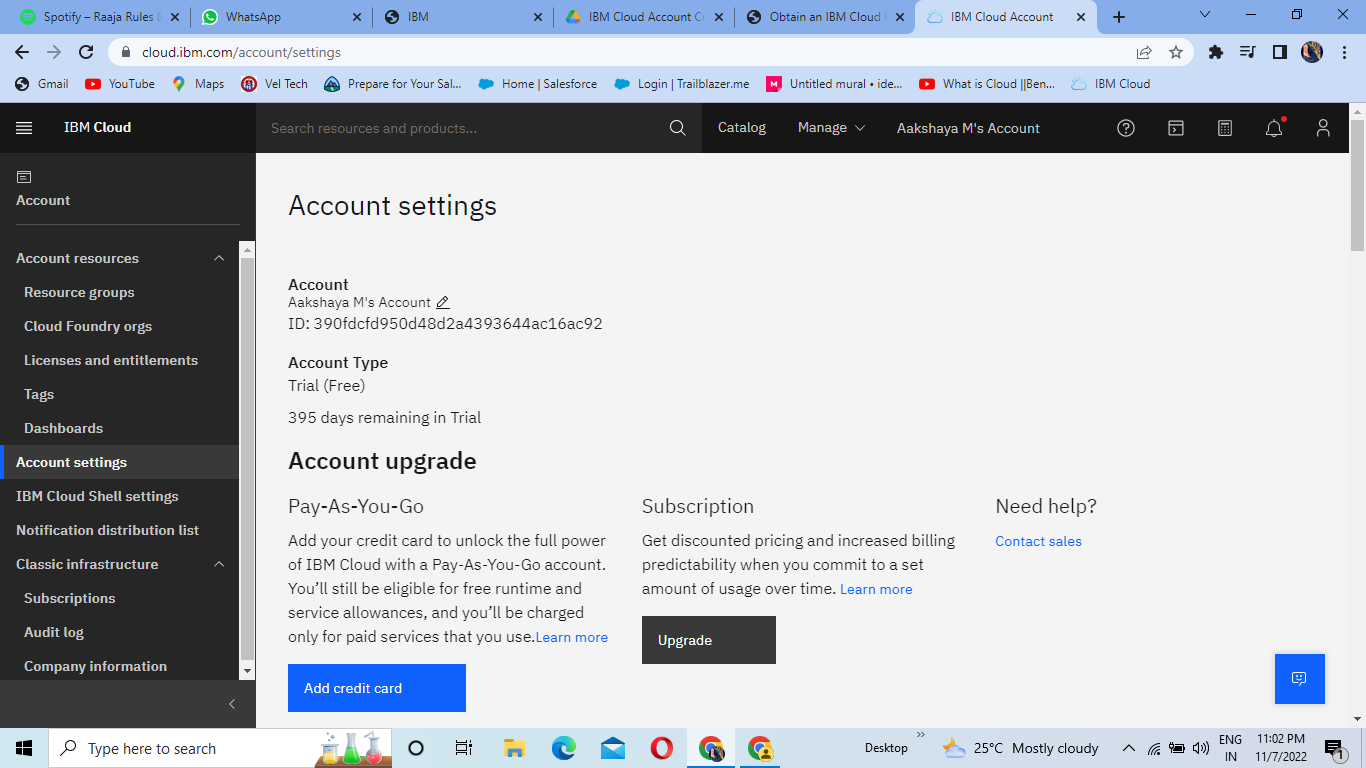 Spotify – Raaja Rules
WhatsApp
IBM
IBM Cloud Account Cr
Obtain an IBM Cloud
IBM Cloud Account
cloud.ibm.com/account/settings
Gmail
YouTube
Maps
Vel Tech
Prepare for Your Sal...
Home | Salesforce
Login | Trailblazer.me
Untitled mural • ide...
What is Cloud ||Ben...
IBM Cloud
IBM Cloud
Search resources and products...
Catalog
Manage
Aakshaya M's Account
Account
Account resources
Resource groups
Cloud Foundry orgs
Licenses and entitlements
Tags
Dashboards
Account settings
IBM Cloud Shell settings
Notification distribution list
Classic infrastructure
Subscriptions
Audit log
Company information
Account settings
Account
Aakshaya M's Account
ID: 390fdcfd950d48d2a4393644ac16ac92
Account Type
Trial (Free)
395 days remaining in Trial
Account upgrade
Pay-As-You-Go
Add your credit card to unlock the full power
of IBM Cloud with a Pay-As-You-Go account.
You’ll still be eligible for free runtime and
service allowances, and you’ll be charged
only for paid services that you use.Learn more
Add credit card
Subscription
Get discounted pricing and increased billing
predictability when you commit to a set
amount of usage over time. Learn more
Upgrade
Need help?
Contact sales
Type here to search
Desktop
»
25°C Mostly cloudy
ENG
IN
11:02 PM
11/7/2022
1